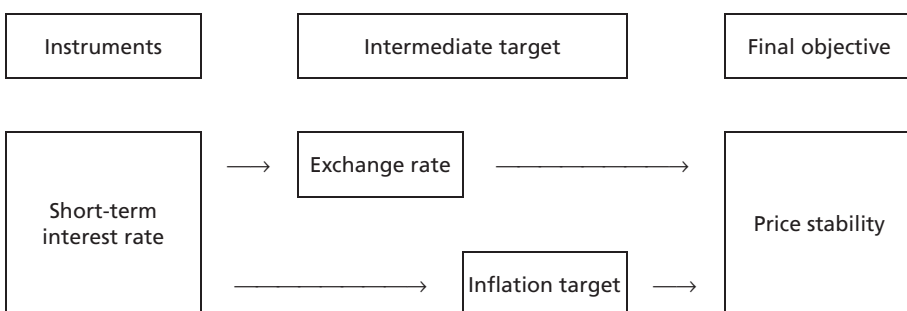 Instruments
Intermediate target
Final objective
Exchange rate
Short-term
interest rate
Price stability
Inflation target